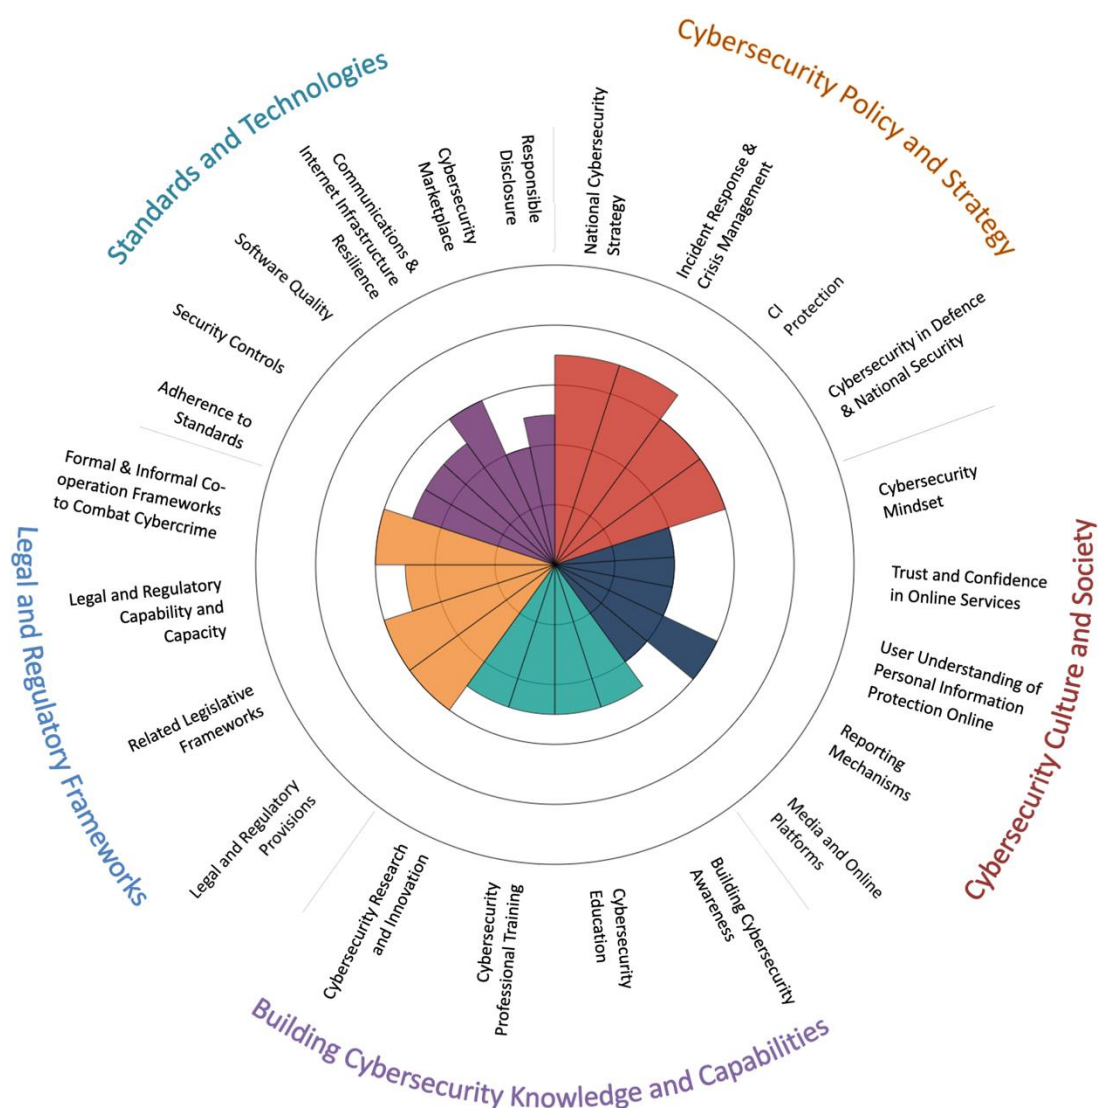 Cybersecurity Policy and Strategy
National Cybersecurity
Strategy
Incident Response &
Crisis Management
CI
Protection
Cybersecurity in Defence
& National Security
Cybersecurity Culture and Society
Cybersecurity
Mindset
Trust and Confidence
in Online Services
User Understanding of
Personal Information
Protection Online
Reporting
Mechanisms
Media and Online
Platforms
Building Cybersecurity Knowledge and Capabilities
Building Cybersecurity
Awareness
Cybersecurity
Education
Cybersecurity
Professional Training
Cybersecurity Research
and Innovation
Legal and Regulatory Frameworks
Legal and Regulatory
Provisions
Related Legislative
Frameworks
Legal and Regulatory
Capability and
Capacity
Formal & Informal Co-
operation Frameworks
to Combat Cybercrime
Standards and Technologies
Adherence to
Standards
Security Controls
Software Quality
Communications &
Internet Infrastructure
Resilience
Cybersecurity
Marketplace
Responsible
Disclosure